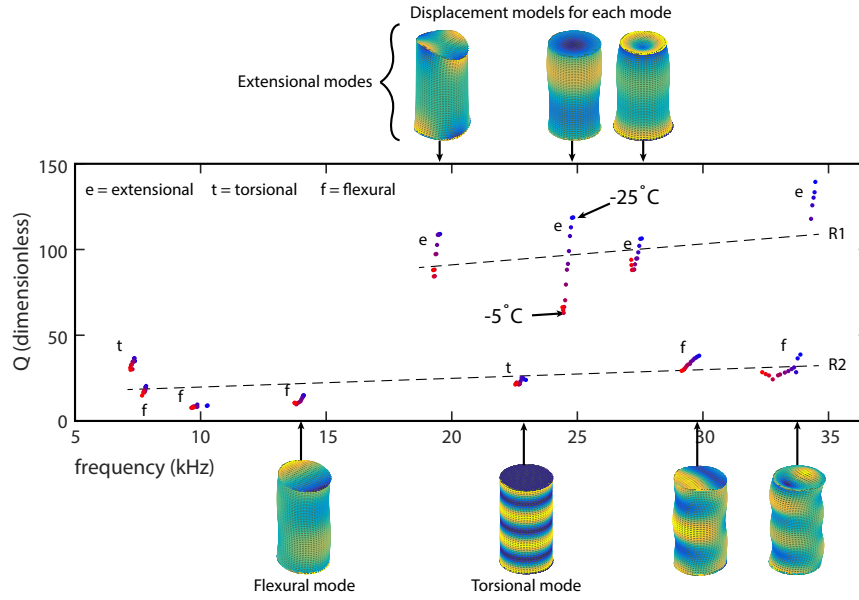 Displacement models for each mode
Extensional modes
150
100
50
0
Q (dimensionless)
e = extensional t = torsional f = flexural
e
e
e
e
-25°C
-5°C
R1
R2
t
f
f
f
t
f
f
5 10 15 20 25 30 35
frequency (kHz)
Flexural mode
Torsional mode